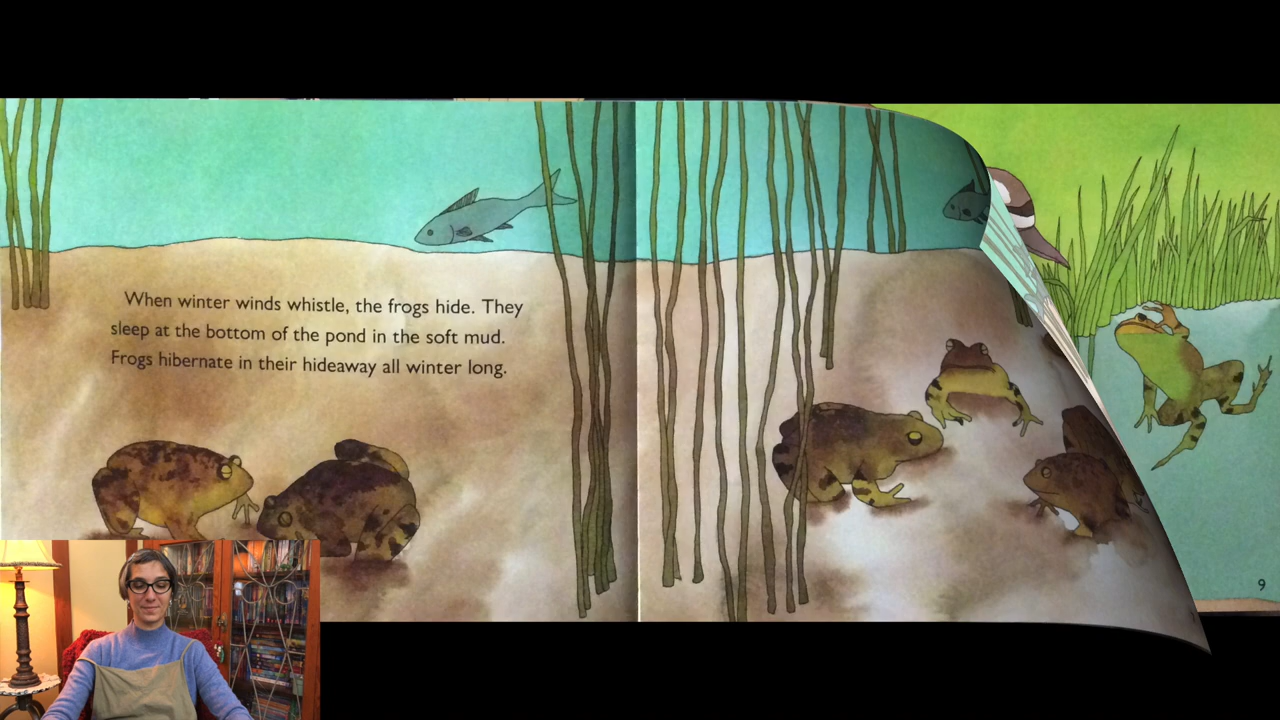 When winter winds whistle, the frogs hide. They
sleep at the bottom of the pond in the soft mud.
Frogs hibernate in their hideaway all winter long.
9